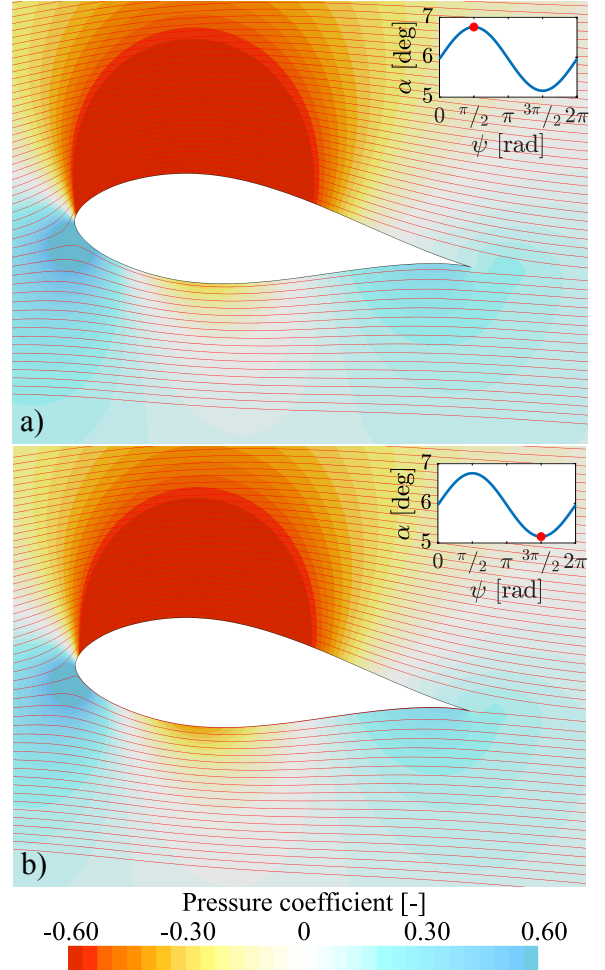 7
6
5
α [deg]
0 π/2 π 3π/2 2π
ψ [rad]
a)
7
6
5
α [deg]
0 π/2 π 3π/2 2π
ψ [rad]
b)
Pressure coefficient [-]
-0.60 -0.30 0 0.30 0.60